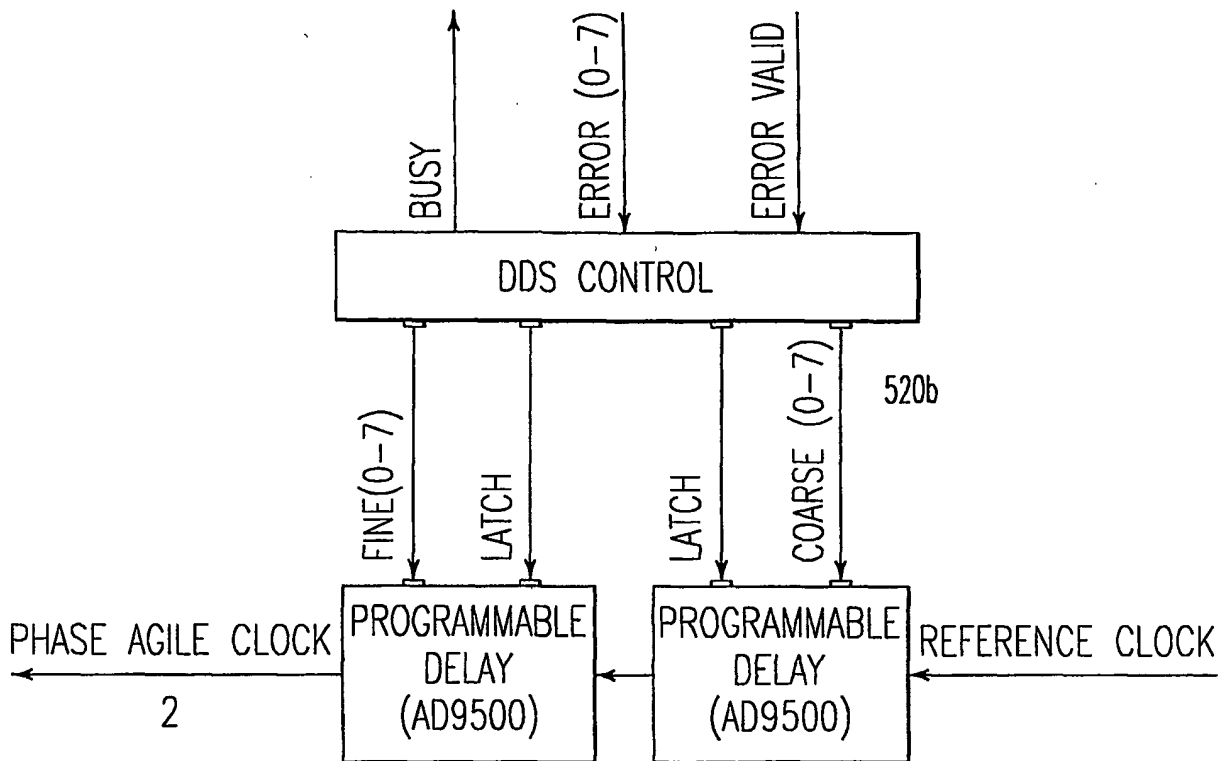 BUSY
ERROR (0-7)
ERROR VALID
DDS CONTROL
FINE(0-7)
LATCH
LATCH
COARSE (0-7)
520b
PROGRAMMABLE
DELAY
(AD9500)
PROGRAMMABLE
DELAY
(AD9500)
PHASE AGILE CLOCK
2
REFERENCE CLOCK